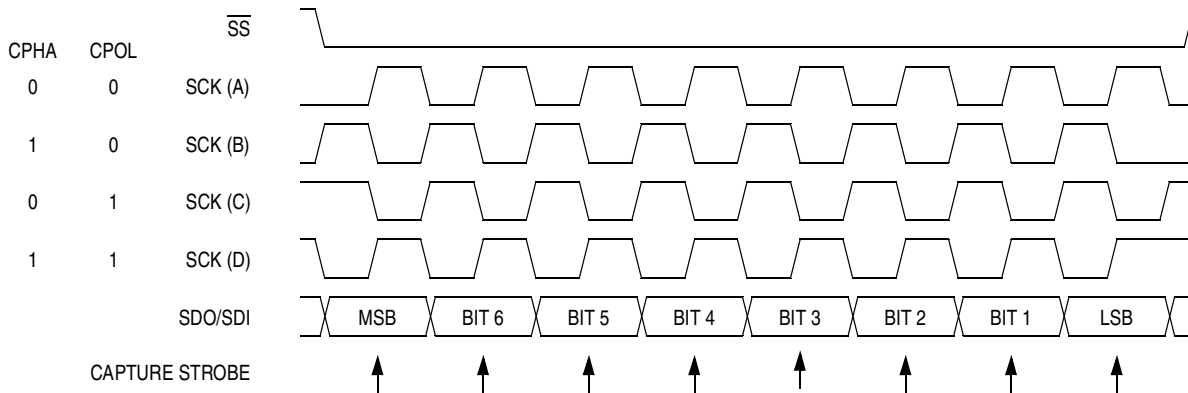 S̅S̅
CPHA CPOL
0 0 SCK (A)
1 0 SCK (B)
0 1 SCK (C)
1 1 SCK (D)
SDO/SDI MSB BIT 6 BIT 5 BIT 4 BIT 3 BIT 2 BIT 1 LSB
CAPTURE STROBE